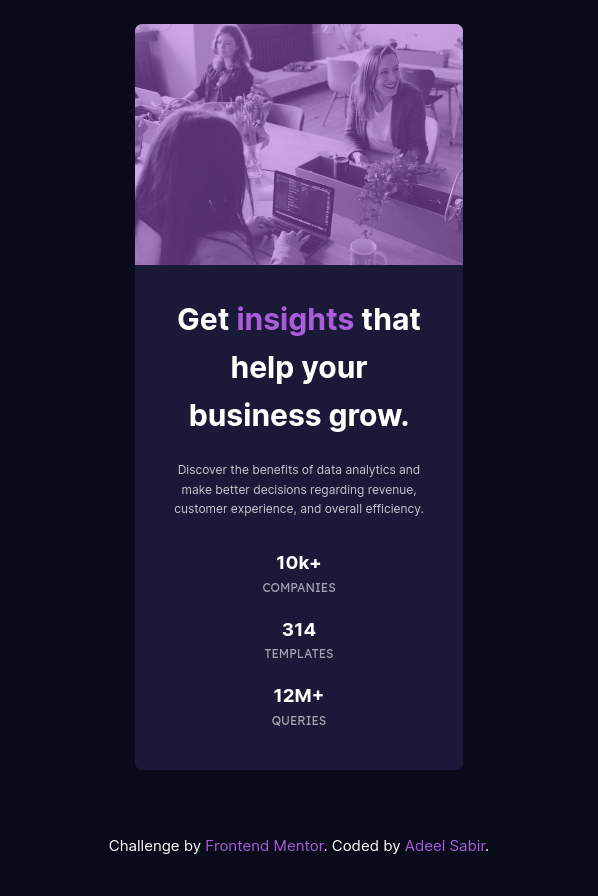 Get insights that
help your
business grow.
Discover the benefits of data analytics and
make better decisions regarding revenue,
customer experience, and overall efficiency.
10k+
COMPANIES
314
TEMPLATES
12M+
QUERIES
Challenge by Frontend Mentor. Coded by Adeel Sabir.